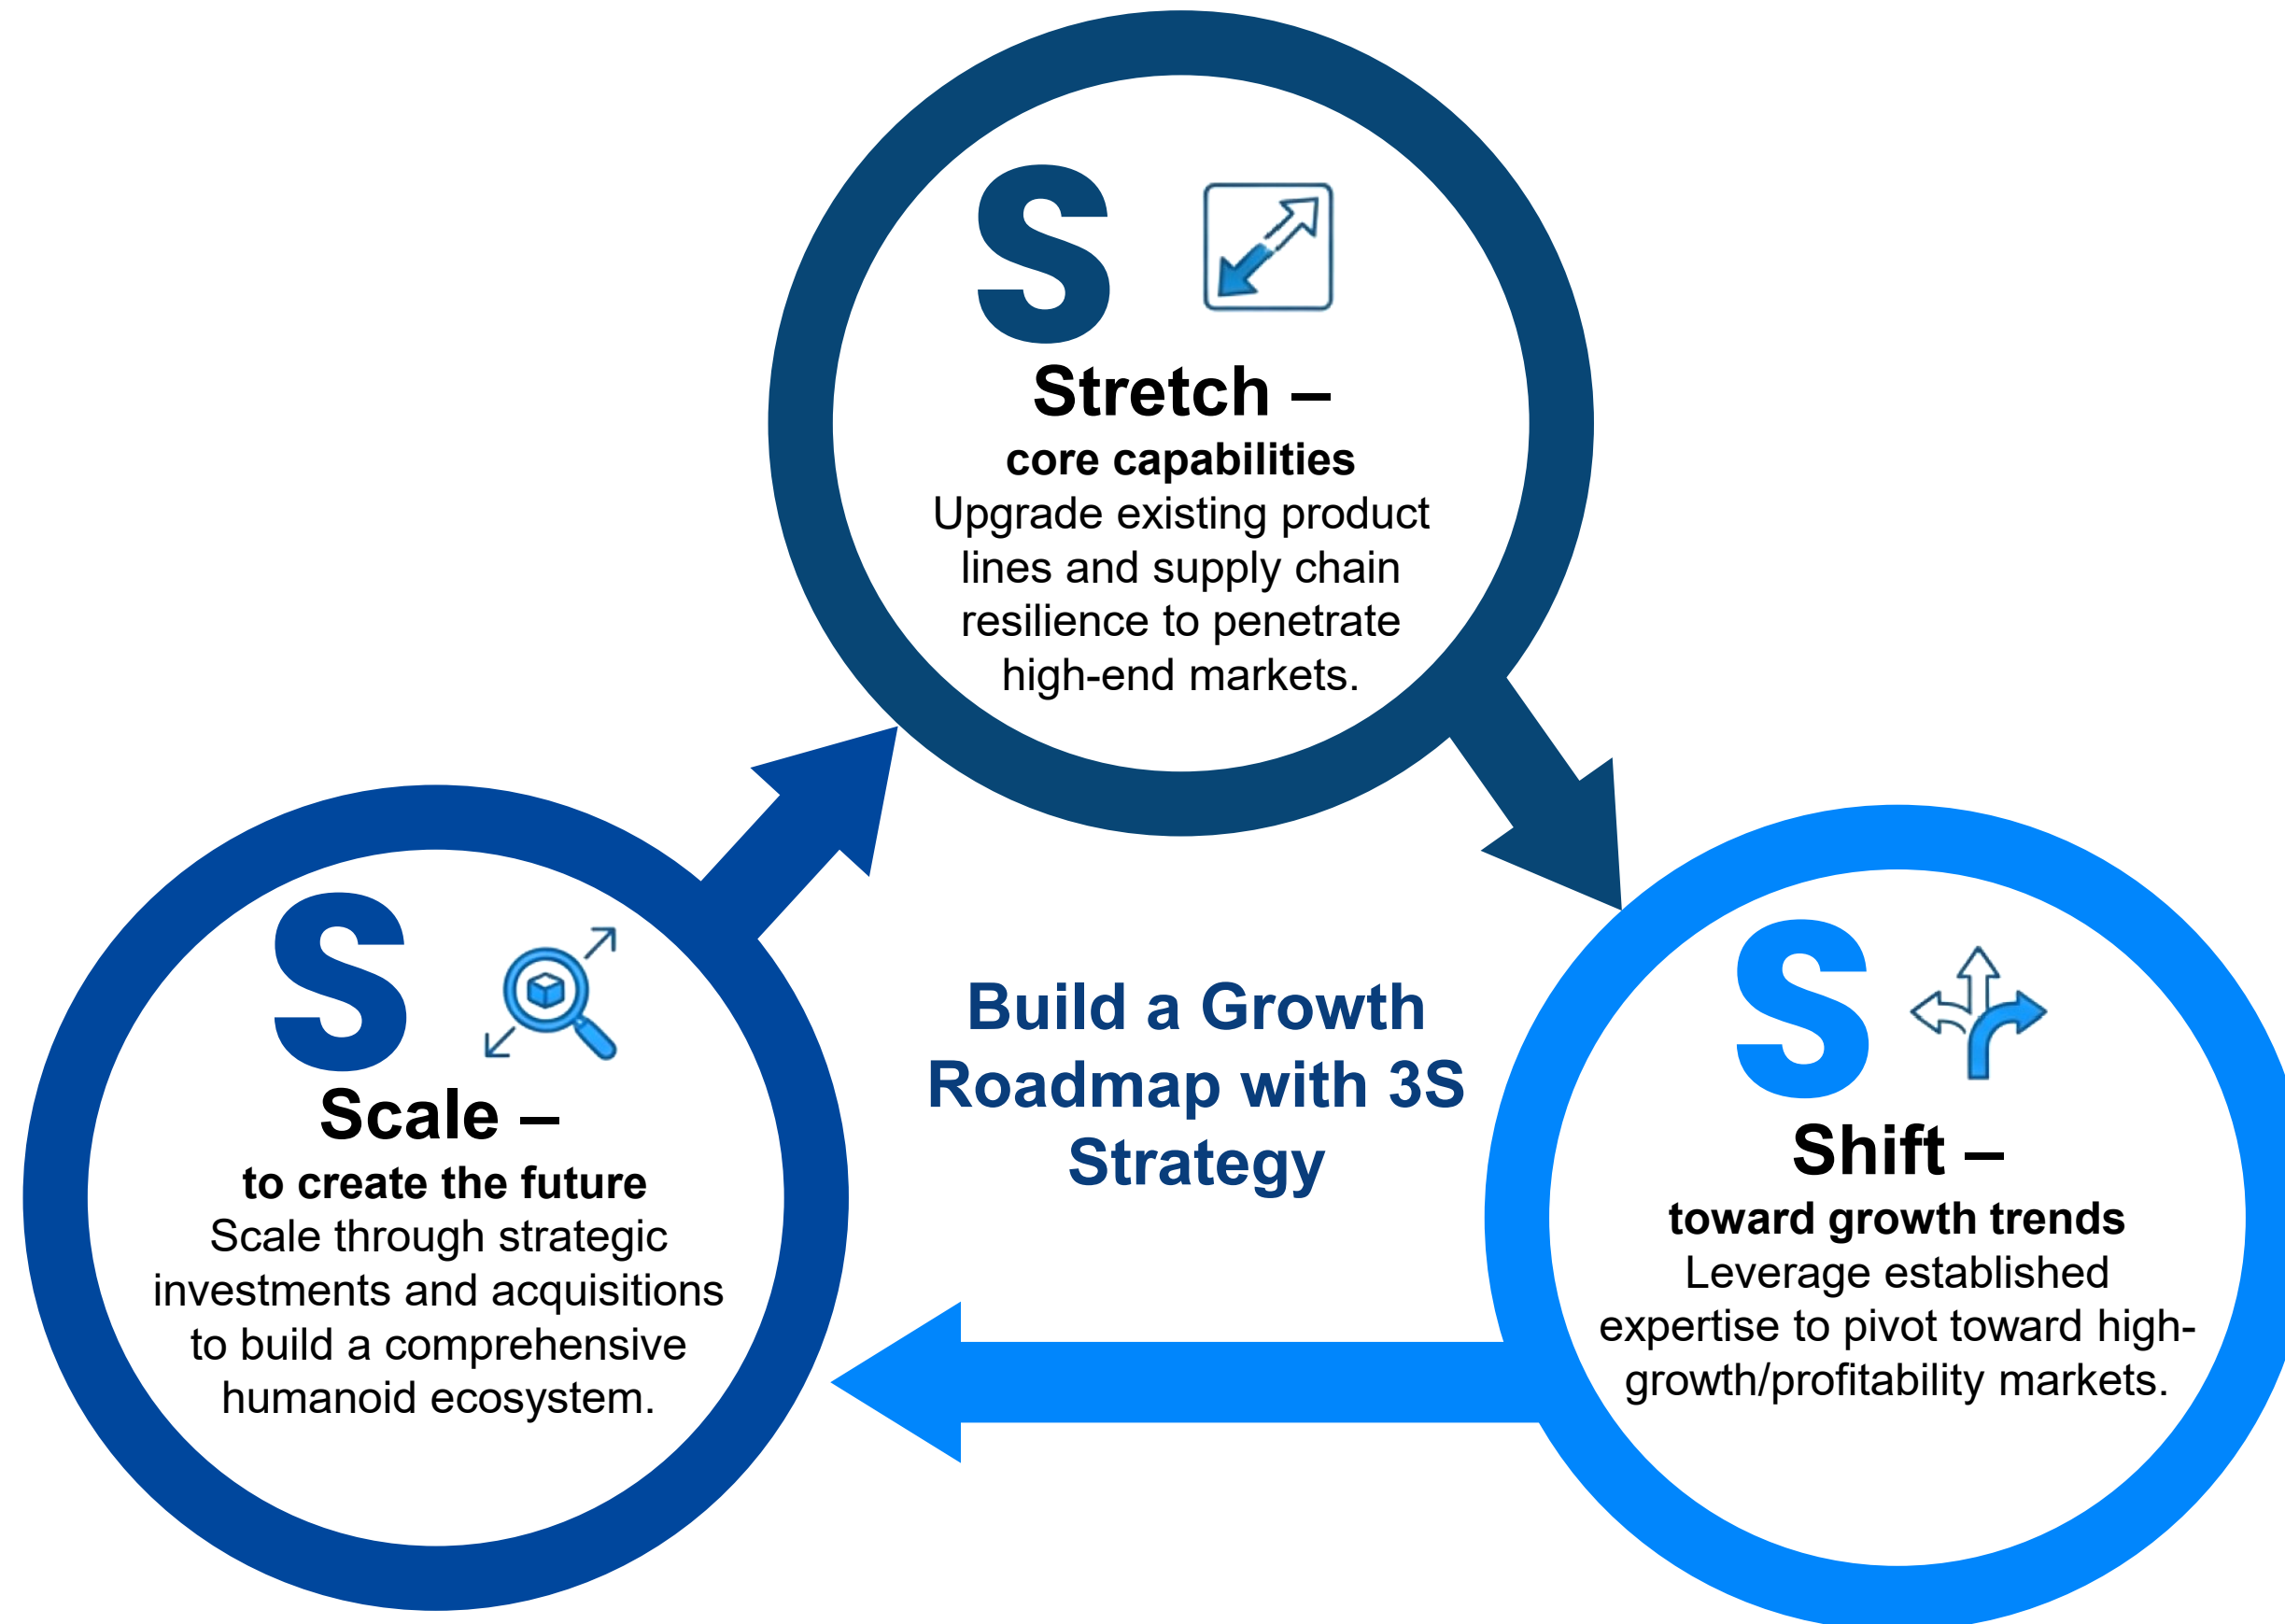 S
Stretch –
core capabilities
Upgrade existing product
lines and supply chain
resilience to penetrate
high-end markets.
S
Scale –
to create the future
Scale through strategic
investments and acquisitions
to build a comprehensive
humanoid ecosystem.
Build a Growth
Roadmap with 3S
Strategy
S
Shift –
toward growth trends
Leverage established
expertise to pivot toward high-
growth/profitability markets.